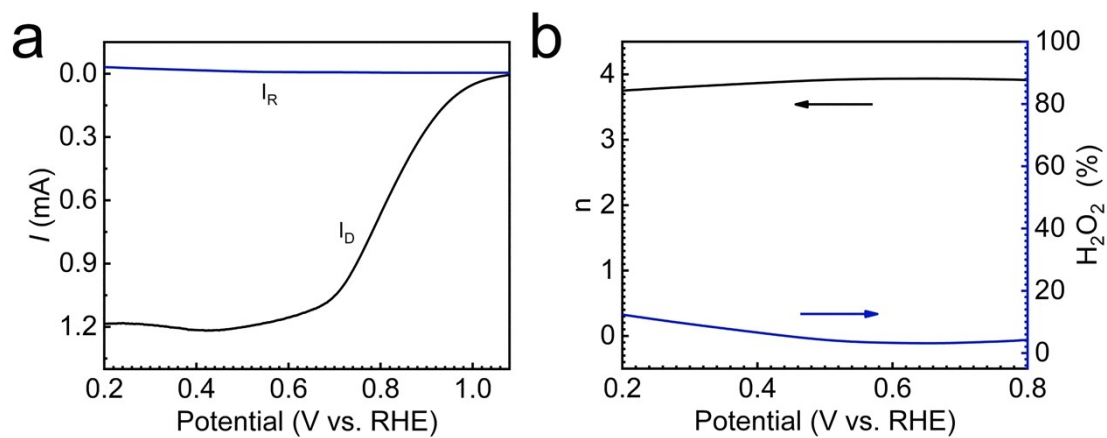 a
0.0
0.3
0.6
0.9
1.2
I (mA)
I_R
I_D
0.2 0.4 0.6 0.8 1.0
Potential (V vs. RHE)
b
4
3
2
1
0
n
100
80
60
40
20
0
H₂O₂ (%)
0.2 0.4 0.6 0.8
Potential (V vs. RHE)